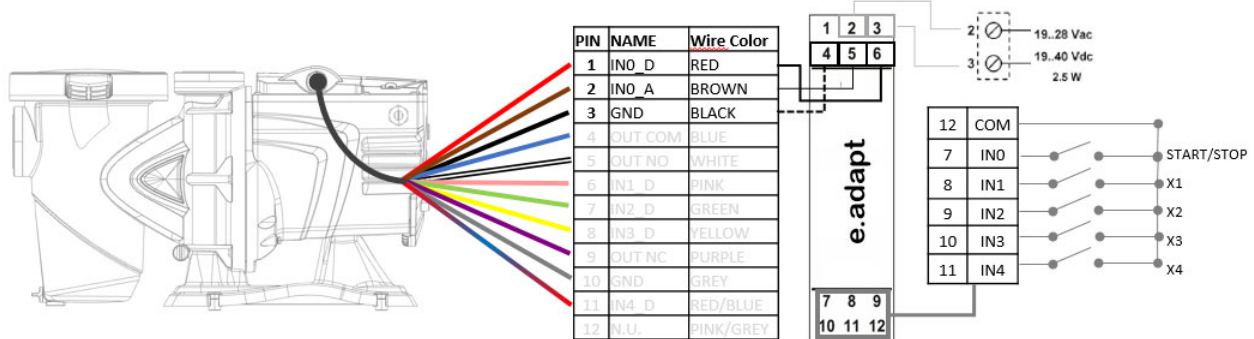 PIN NAME Wire Color
1 IN0_D RED
2 IN0_A BROWN
3 GND BLACK
4 OUT COM BLUE
5 OUT NO WHITE
6 IN1_D PINK
7 IN2_D GREEN
8 IN3_D YELLOW
9 OUT NC PURPLE
10 GND GREY
11 IN4_D RED/BLUE
12 N.U. PINK/GREY
1 2 3
4 5 6
e.adapt
7 8 9
10 11 12
2 19..28 Vac
3 19..40 Vdc
2.5 W
12 COM
7 IN0 START/STOP
8 IN1 X1
9 IN2 X2
10 IN3 X3
11 IN4 X4